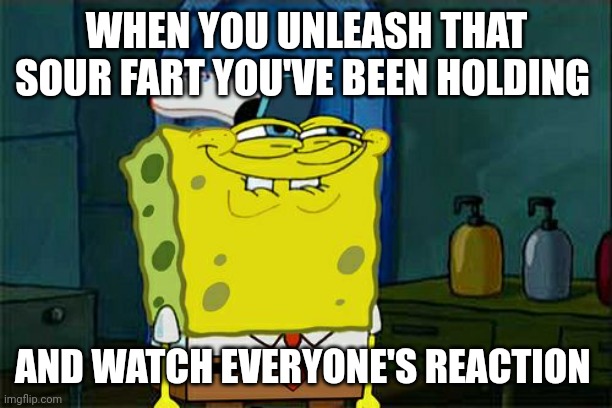 WHEN YOU UNLEASH THAT
SOUR FART YOU'VE BEEN HOLDING
AND WATCH EVERYONE'S REACTION
imgflip.com